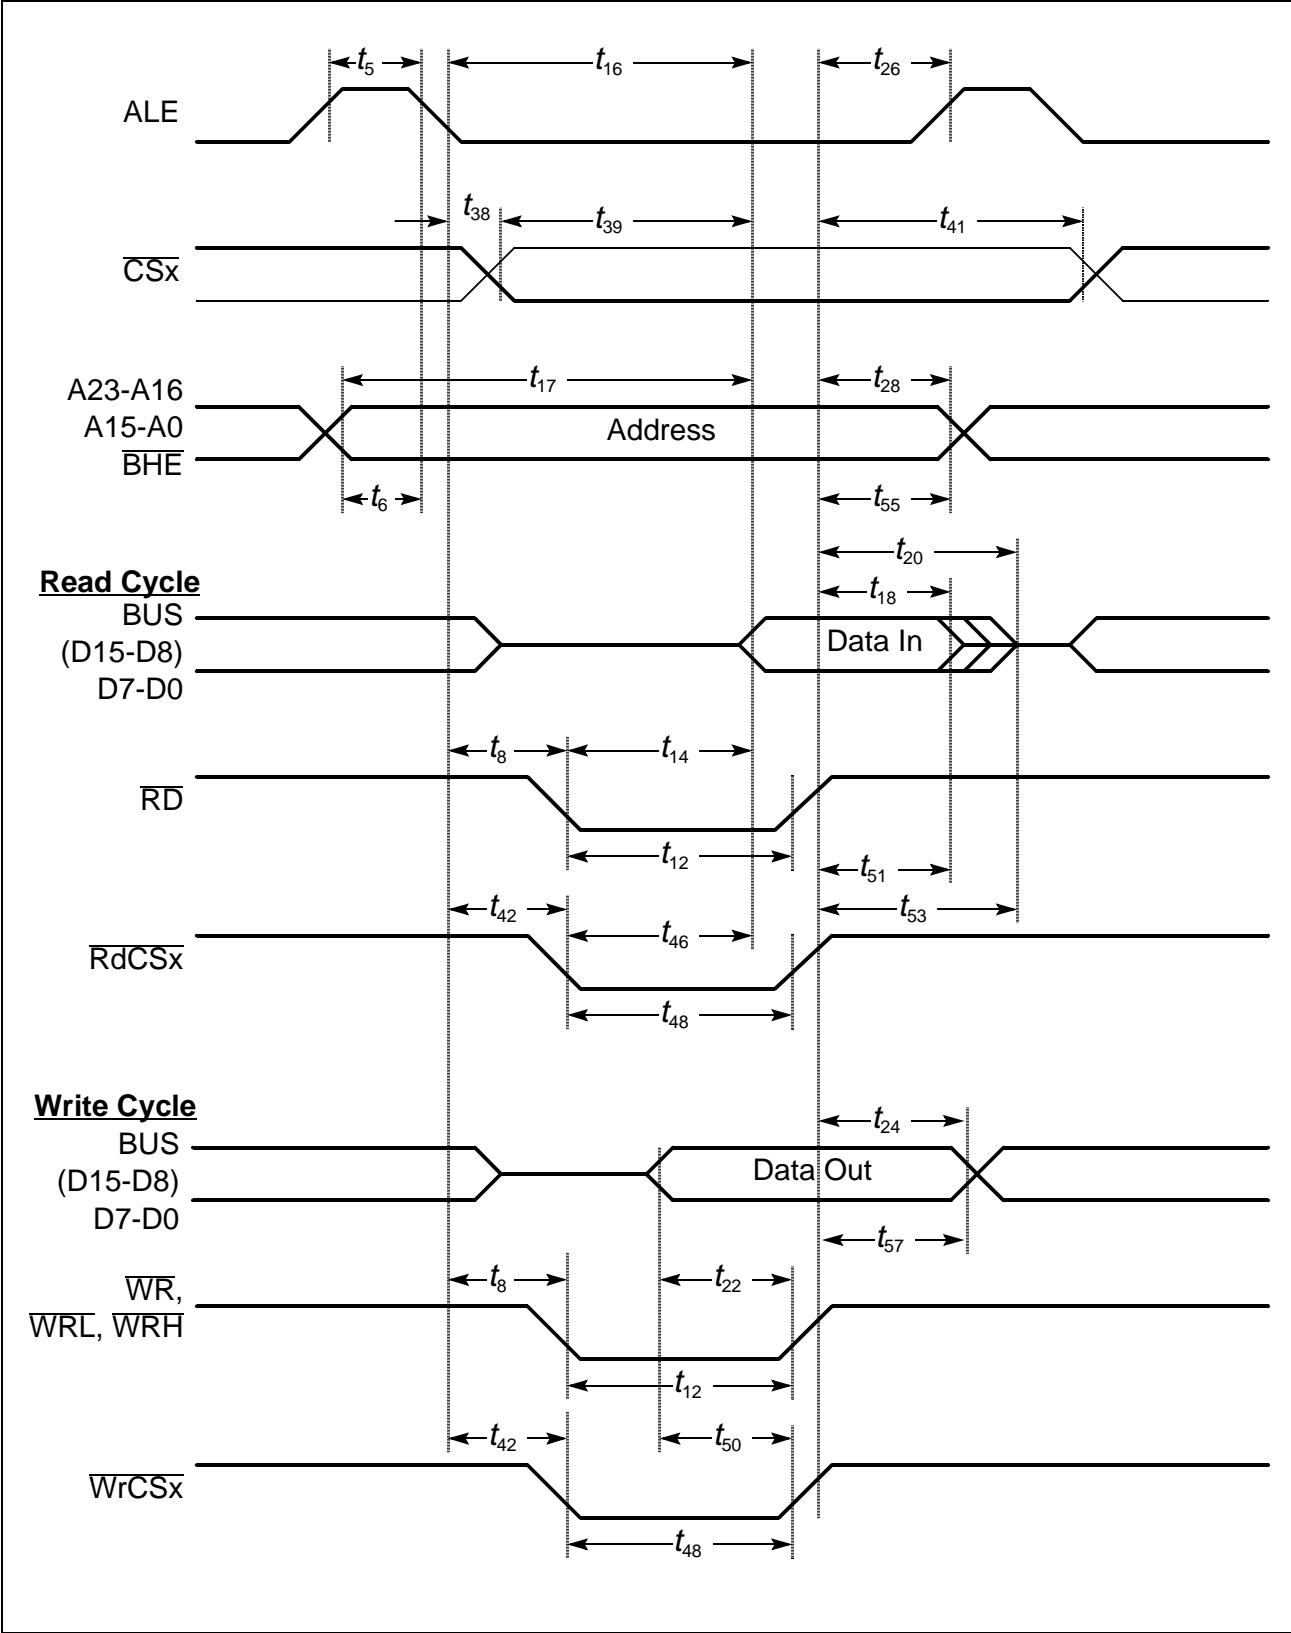 t5 t16 t26
ALE
t38 t39 t41
CSx
t17 t28
A23-A16
A15-A0
BHE
Address
t6 t55
t20
Read Cycle
t18
BUS
(D15-D8)
D7-D0
Data In
t8 t14
RD
t12 t51
t42 t46 t53
RdCSx
t48
Write Cycle
t24
BUS
(D15-D8)
D7-D0
Data Out
t57
t8 t22
WR,
WRL, WRH
t12
t42 t50
WrCSx
t48